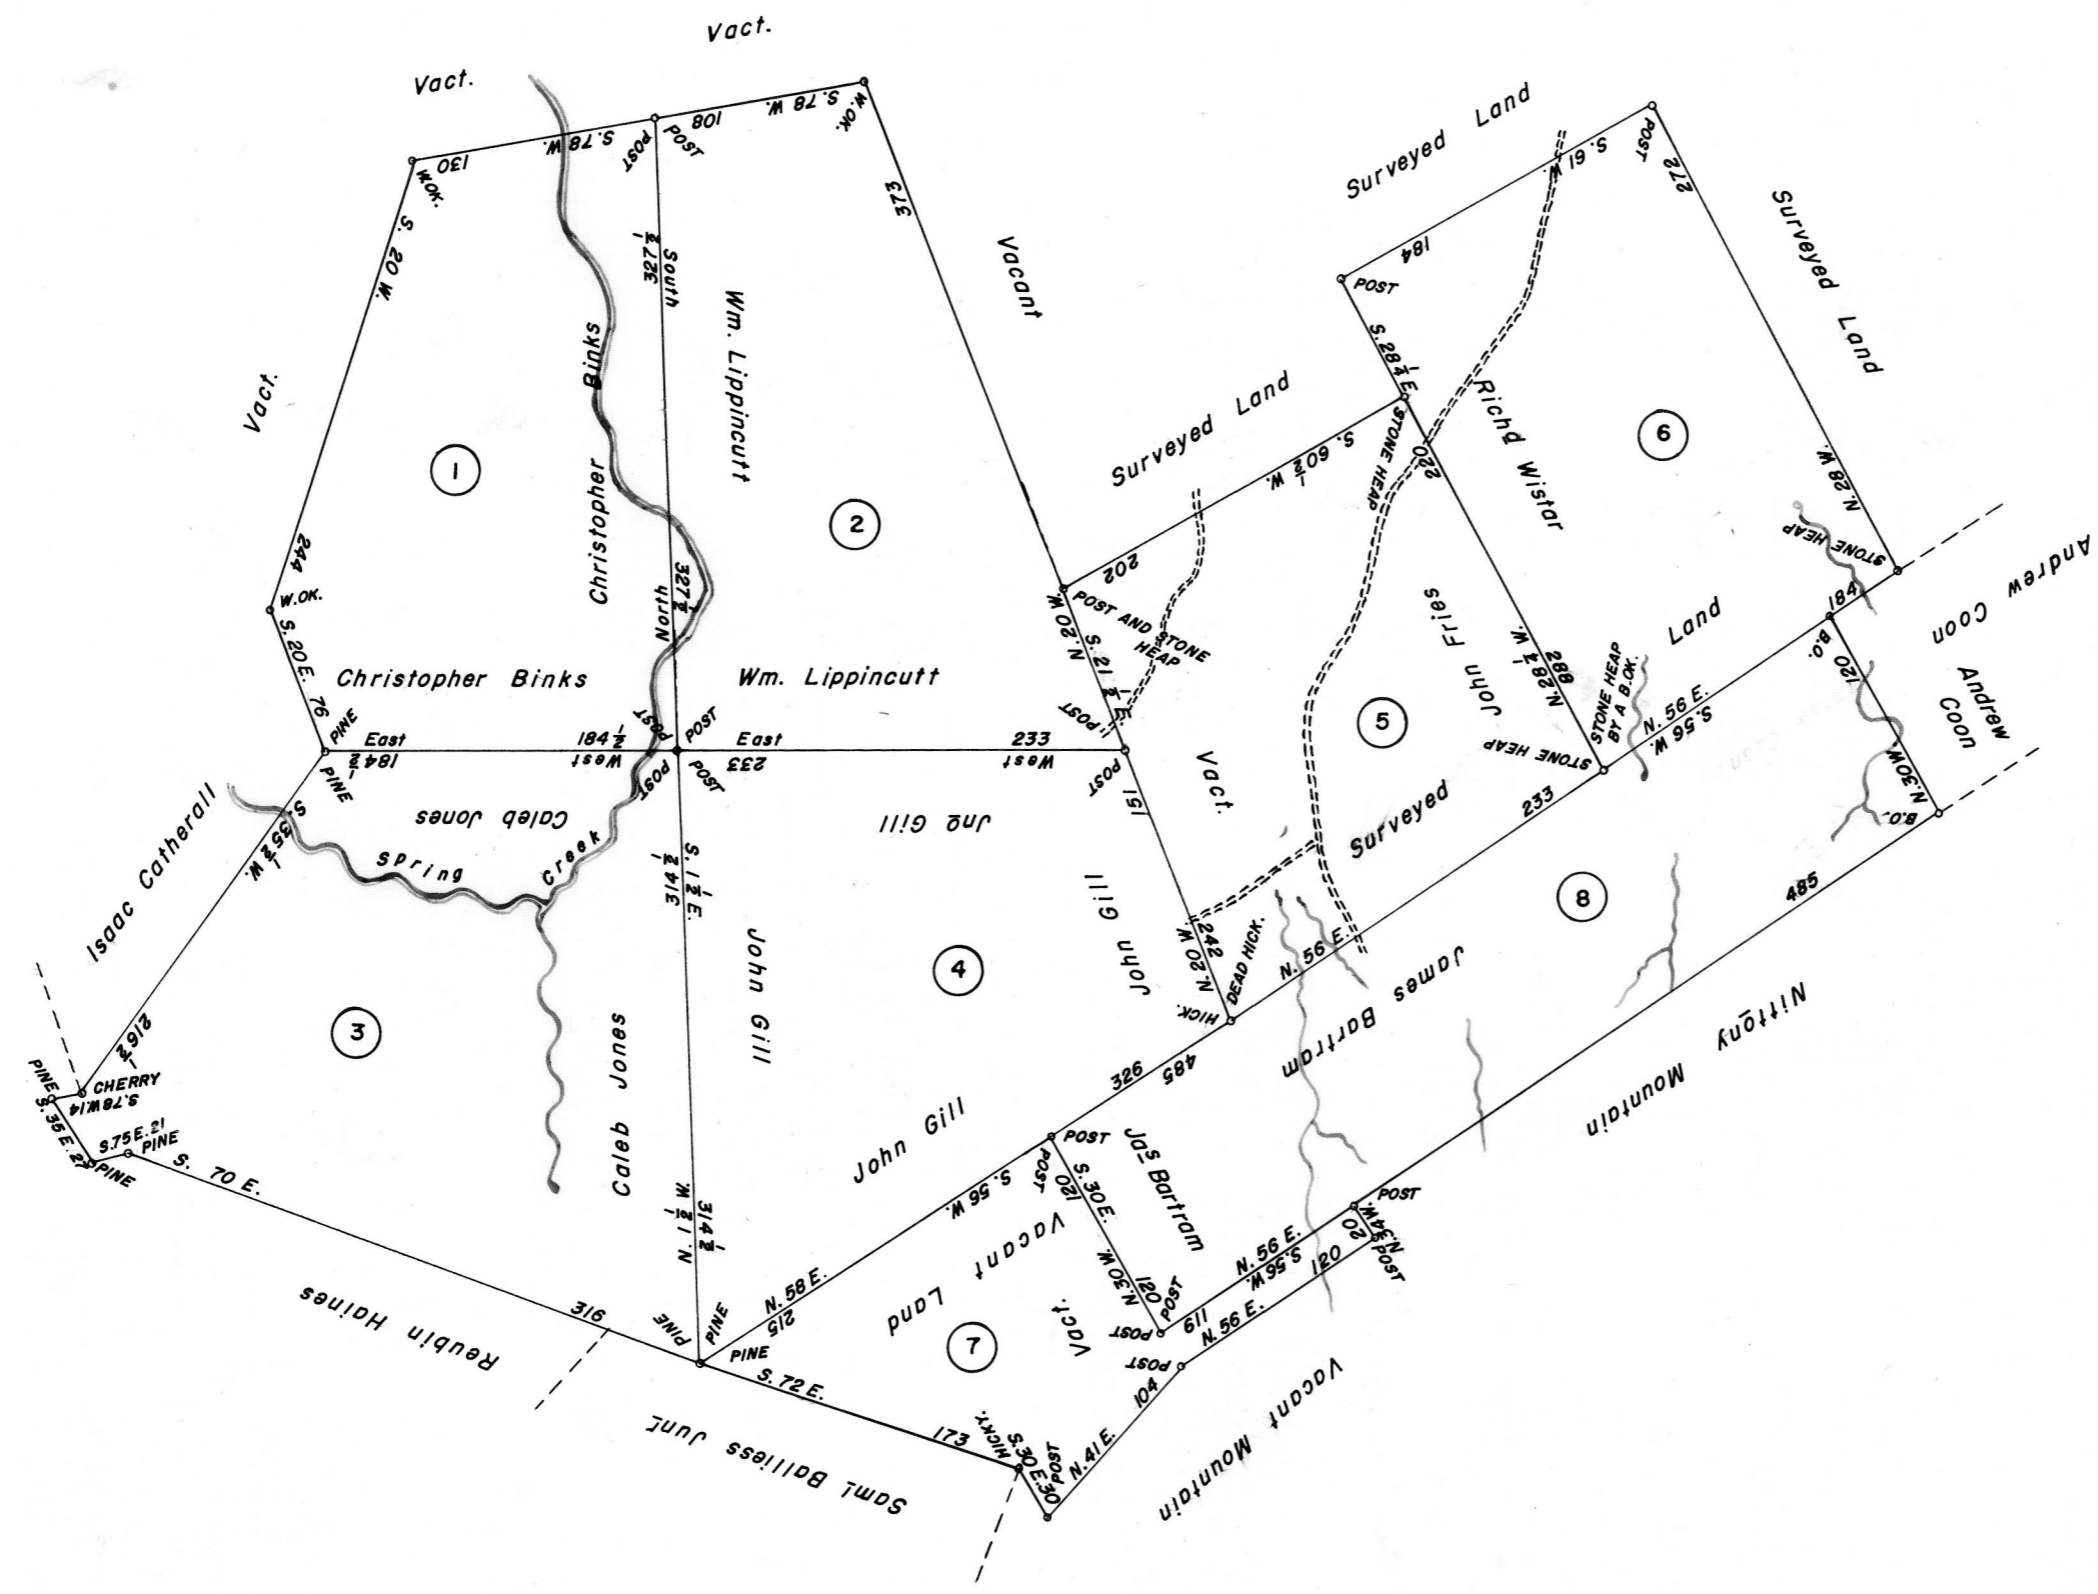 Vact.
Vact.
130
S. 78 W.
108
S. 78 W.
W.OK.
POST
POST
W.OK.
S. 20 W.
327 1/2
South
373
Vact.
Christopher Binks
Wm. Lippincutt
Vacant
1
2
244
W.OK.
S. 20 E. 76
North
327 1/2
Christopher Binks
Wm. Lippincutt
PINE
East
184 1/2
POST
POST
East
233
POST
PINE
184 1/2
West
POST
POST
233
West
POST
Surveyed Land
S. 61 W.
184
POST
272
Surveyed Land
POST
S. 28 1/4 E.
Surveyed Land
S. 60 1/2 W.
202
STONE HEAP
220
Richd Wistar
6
N. 28 W.
STONE HEAP
POST AND STONE HEAP
N. 20 W.
S. 21 1/2 E.
5
John Fries
N. 28 1/4 W.
288
STONE HEAP
STONE HEAP
BY A B.OK.
Surveyed Land
184
B.O.
120
N. 30 W.
B.O.
Andrew Coon
Andrew
Coon
N. 56 E.
S. 56 W.
Vact.
151
233
Isaac Catherall
S. 35 1/2 W.
216 1/2
Caleb Jones
Spring Creek
S. 1 1/2 E.
314 1/2
Jno Gill
John Gill
242
N. 20 W.
HICK.
DEAD HICK.
N. 56 E.
8
485
3
Caleb Jones
John Gill
4
James Bartram
Nittany Mountain
PINE
CHERRY
S. 78 W. 14
S. 35 E. 27
PINE
S. 75 E. 21
PINE
S. 70 E.
316
Reubin Haines
N. 1 1/2 W.
314 1/2
John Gill
326
485
POST
POST
S. 56 W.
S. 30 E.
120
Jas Bartram
N. 30 W.
120
POST
POST
PINE
PINE
PINE
N. 58 E.
215
Vacant Land
Vact.
7
N. 56 E.
S. 56 W.
119
N. 56 E.
120
POST
20
N. 34 W.
POST
POST
S. 72 E.
173
HICKY.
S. 30 E. 30
POST
N. 41 E.
104
Saml Bailiess Junr
Vacant Mountain